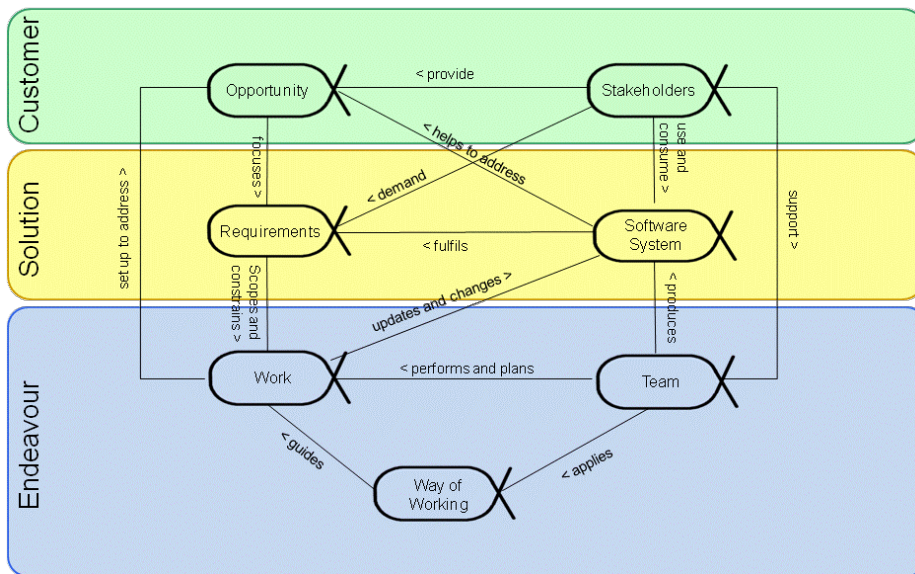 Customer
Opportunity
< provide
Stakeholders
focuses >
< helps to address
use and
consume >
< demand
set up to address <
support >
Solution
Requirements
< fulfils
Software
System
Scopes and
constrains >
updates and changes >
< produces
Endeavour
Work
< performs and plans
Team
< guides
< applies
Way of
Working